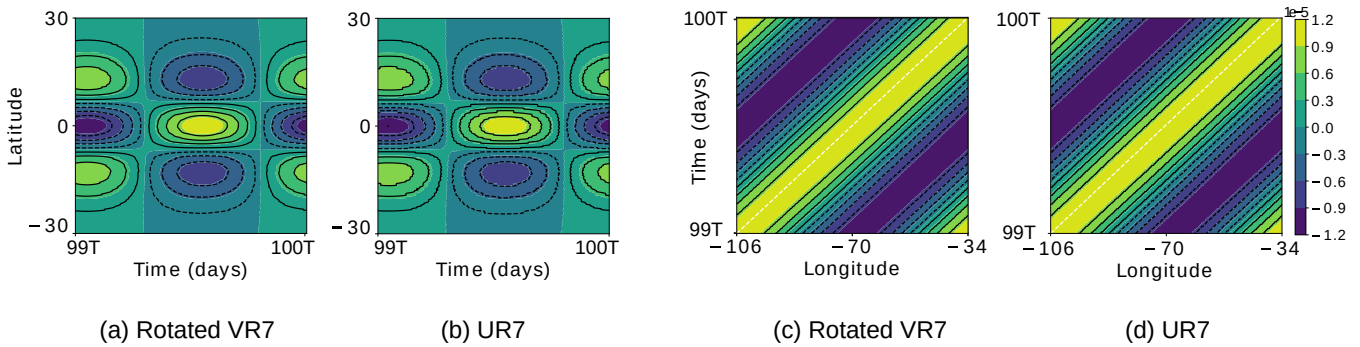 30
0
−30
Latitude
99T
100T
Time (days)
(a) Rotated VR7
30
0
−30
99T
100T
Time (days)
(b) UR7
100T
99T
Time (days)
−106
−70
−34
Longitude
(c) Rotated VR7
100T
99T
−106
−70
−34
Longitude
(d) UR7
1e−5
1.2
0.9
0.6
0.3
0.0
−0.3
−0.6
−0.9
−1.2